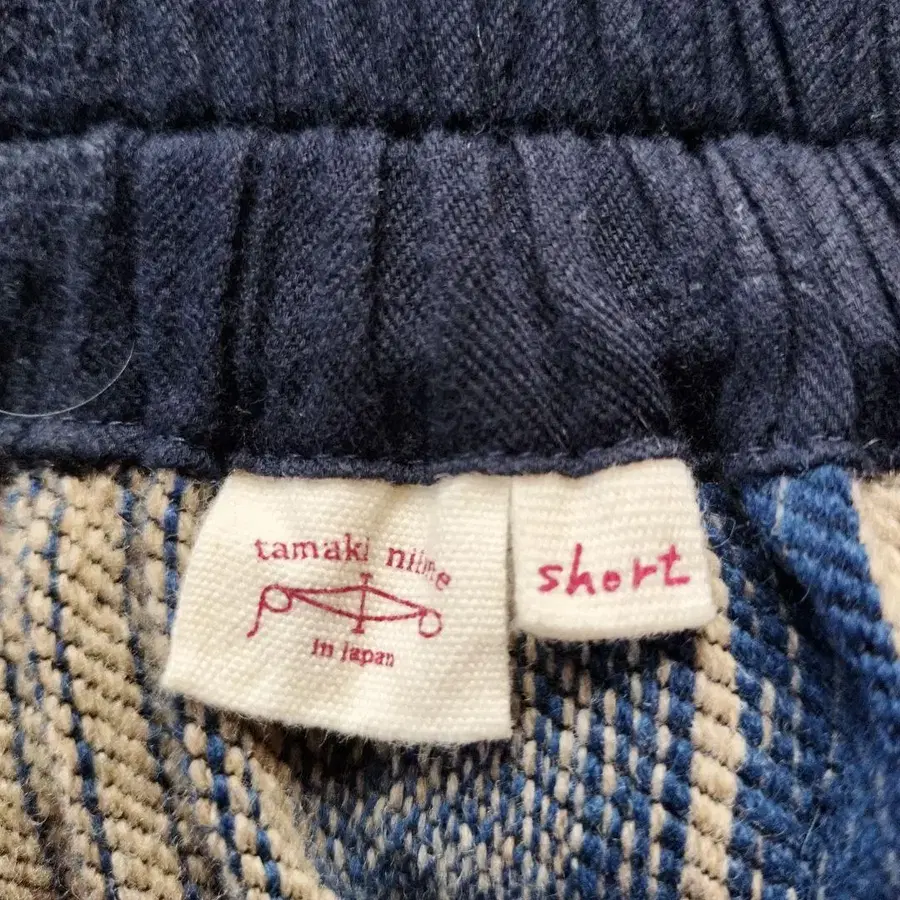 tamaki niime
in japan
short